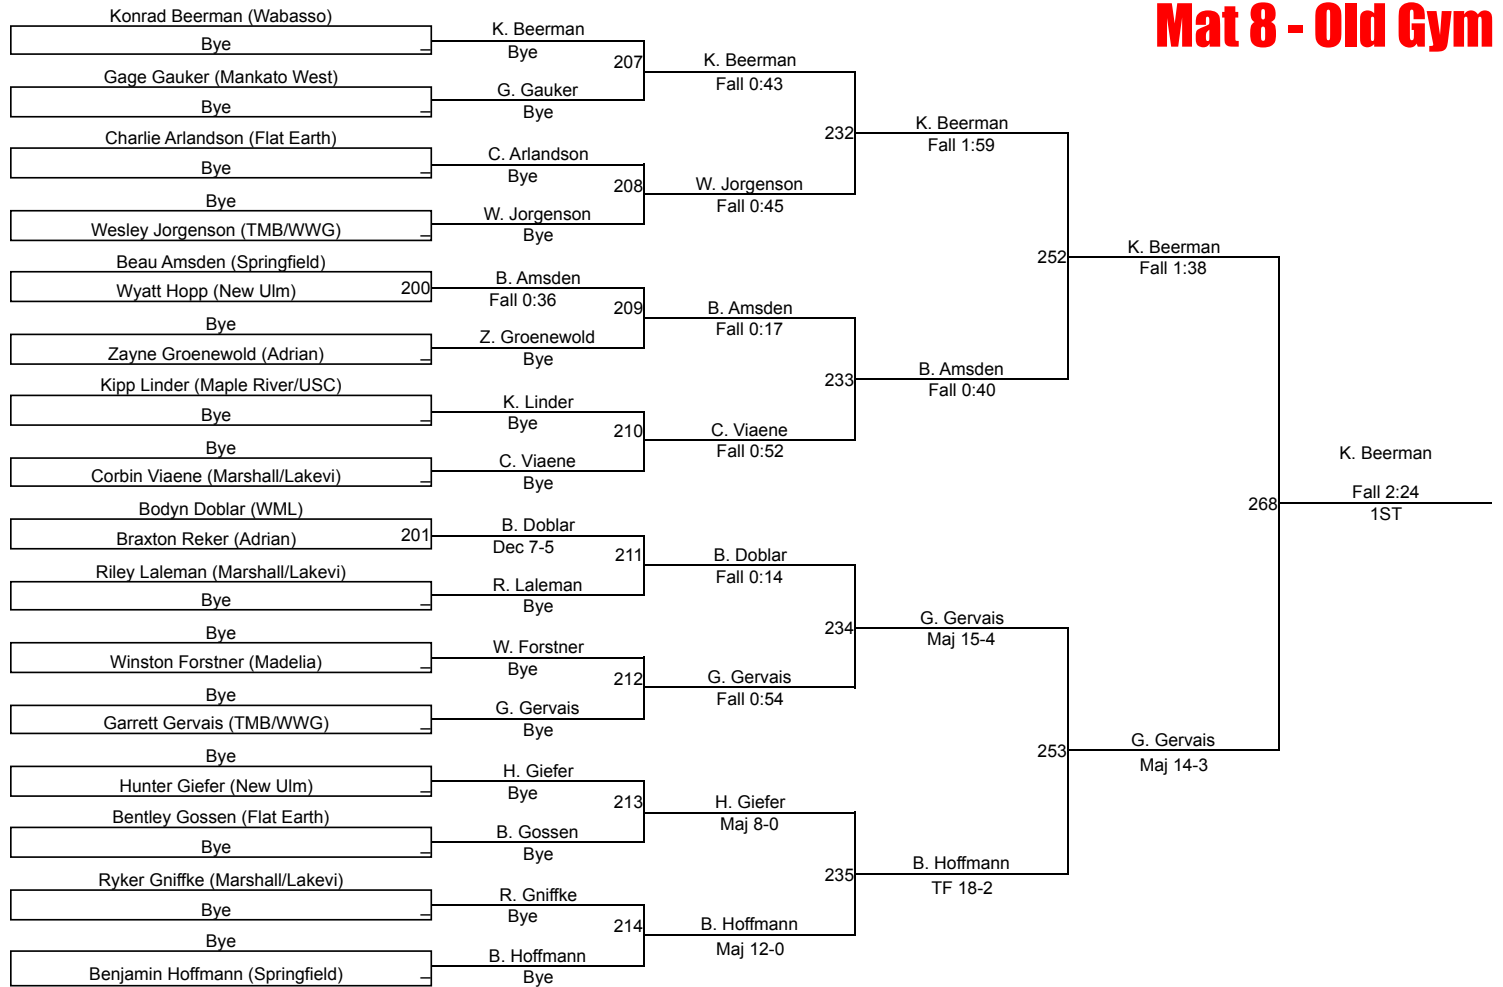 Mat 8 - Old Gym
Konrad Beerman (Wabasso)
Bye
Gage Gauker (Mankato West)
Bye
Charlie Arlandson (Flat Earth)
Bye
Bye
Wesley Jorgenson (TMB/WWG)
Beau Amsden (Springfield)
Wyatt Hopp (New Ulm)
200
Bye
Zayne Groenewold (Adrian)
Kipp Linder (Maple River/USC)
Bye
Bye
Corbin Viaene (Marshall/Lakevi)
Bodyn Doblar (WML)
Braxton Reker (Adrian)
201
Riley Laleman (Marshall/Lakevi)
Bye
Bye
Winston Forstner (Madelia)
Bye
Garrett Gervais (TMB/WWG)
Bye
Hunter Giefer (New Ulm)
Bentley Gossen (Flat Earth)
Bye
Ryker Gniffke (Marshall/Lakevi)
Bye
Bye
Benjamin Hoffmann (Springfield)
K. Beerman
Bye
207
G. Gauker
Bye
C. Arlandson
Bye
208
W. Jorgenson
Bye
B. Amsden
Fall 0:36
209
Z. Groenewold
Bye
K. Linder
Bye
210
C. Viaene
Bye
B. Doblar
Dec 7-5
211
R. Laleman
Bye
W. Forstner
Bye
212
G. Gervais
Bye
H. Giefer
Bye
213
B. Gossen
Bye
R. Gniffke
Bye
214
B. Hoffmann
Bye
K. Beerman
Fall 0:43
232
W. Jorgenson
Fall 0:45
B. Amsden
Fall 0:17
233
C. Viaene
Fall 0:52
B. Doblar
Fall 0:14
234
G. Gervais
Fall 0:54
H. Giefer
Maj 8-0
235
B. Hoffmann
Maj 12-0
K. Beerman
Fall 1:59
252
B. Amsden
Fall 0:40
G. Gervais
Maj 15-4
253
B. Hoffmann
TF 18-2
K. Beerman
Fall 1:38
268
G. Gervais
Maj 14-3
K. Beerman
Fall 2:24
1ST